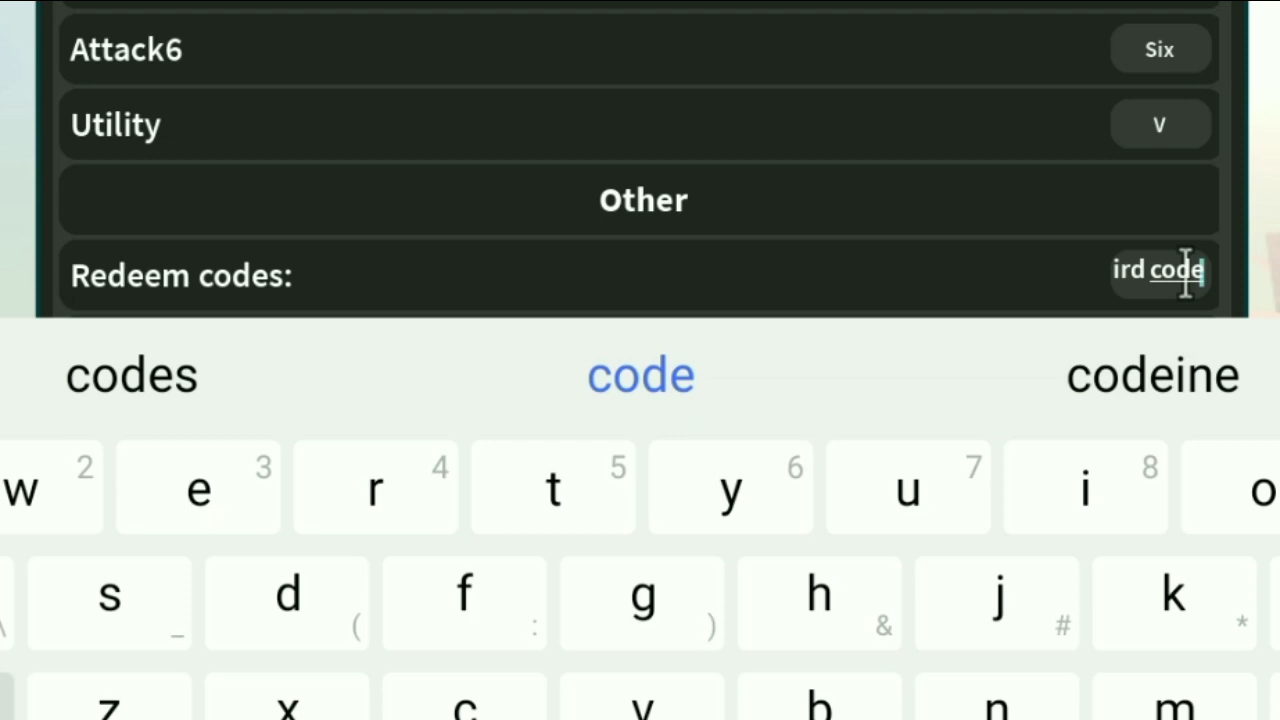 Attack6 Six
Utility V
Other
Redeem codes: ird code
codes code codeine
w 2 e 3 r 4 t 5 y 6 u 7 i 8 o
\ s _ d ( f : g ) h & j # k *
z x c v b n m